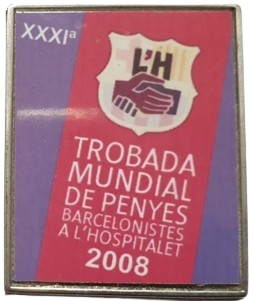 XXXIª
L'H
TROBADA
MUNDIAL
DE PENYES
BARCELONISTES
A L'HOSPITALET
2008